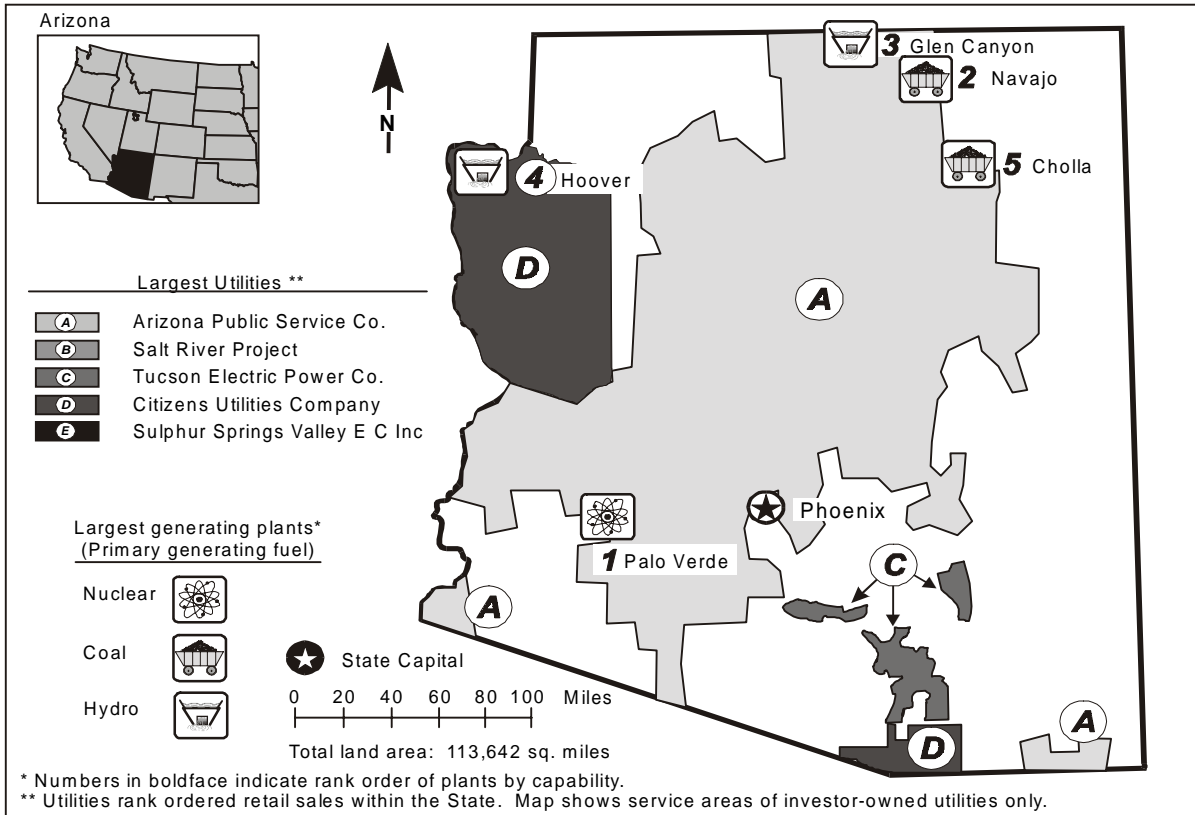 Arizona
N
3 Glen Canyon
2 Navajo
5 Cholla
4 Hoover
D
A
Largest Utilities **
A Arizona Public Service Co.
B Salt River Project
C Tucson Electric Power Co.
D Citizens Utilities Company
E Sulphur Springs Valley E C Inc
Phoenix
1 Palo Verde
C
A
D
A
Largest generating plants*
(Primary generating fuel)
Nuclear
Coal
Hydro
State Capital
0 20 40 60 80 100 Miles
Total land area: 113,642 sq. miles
* Numbers in boldface indicate rank order of plants by capability.
** Utilities rank ordered retail sales within the State. Map shows service areas of investor-owned utilities only.